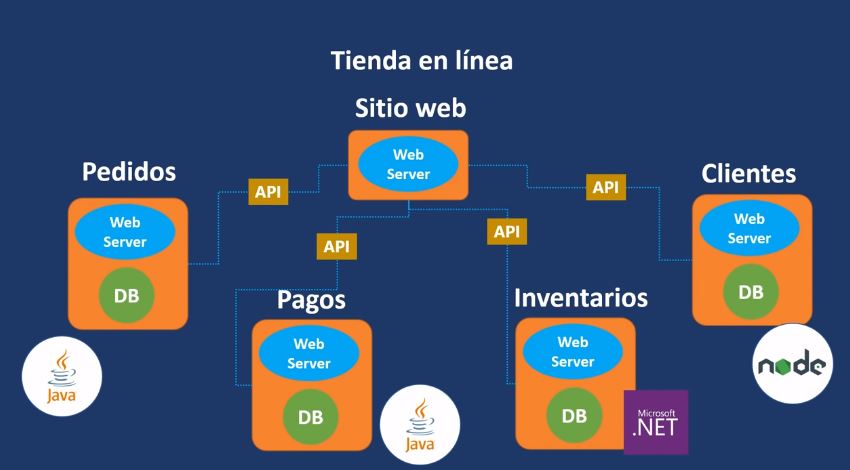 Tienda en línea
Sitio web
Web
Server
Pedidos
API
API
Clientes
Web
Server
DB
API
API
Web
Server
DB
Pagos
Inventarios
Web
Server
DB
Web
Server
DB
Java
Java
Microsoft
.NET
node